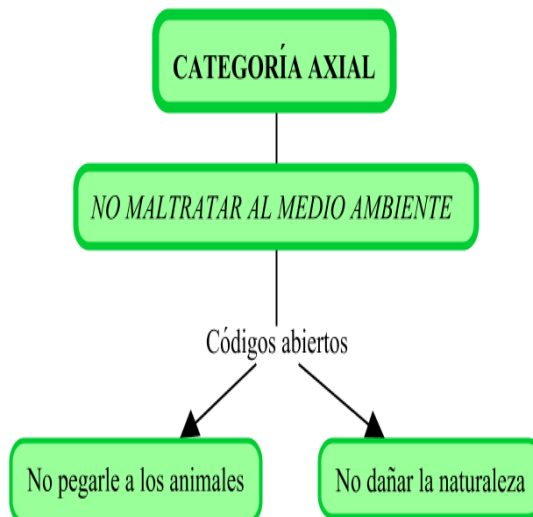 CATEGORÍA AXIAL
NO MALTRATAR AL MEDIO AMBIENTE
Códigos abiertos
No pegarle a los animales
No dañar la naturaleza